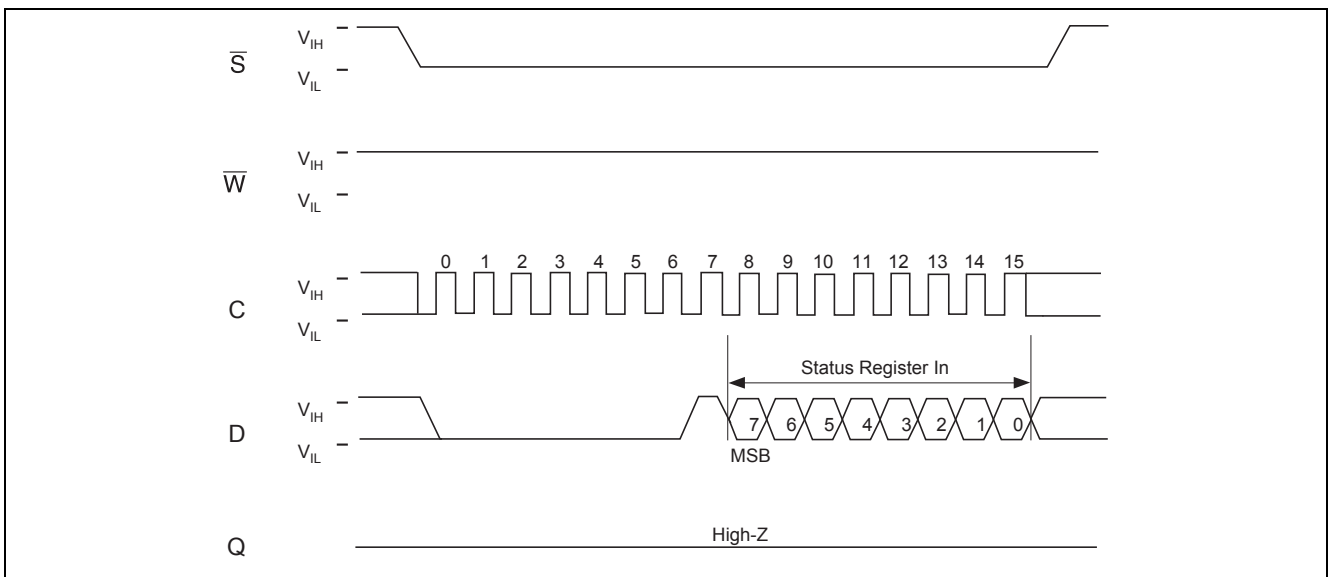 S̅
V_IH
V_IL
W̅
V_IH
V_IL
0 1 2 3 4 5 6 7 8 9 10 11 12 13 14 15
C
V_IH
V_IL
Status Register In
D
V_IH
V_IL
7 6 5 4 3 2 1 0
MSB
High-Z
Q